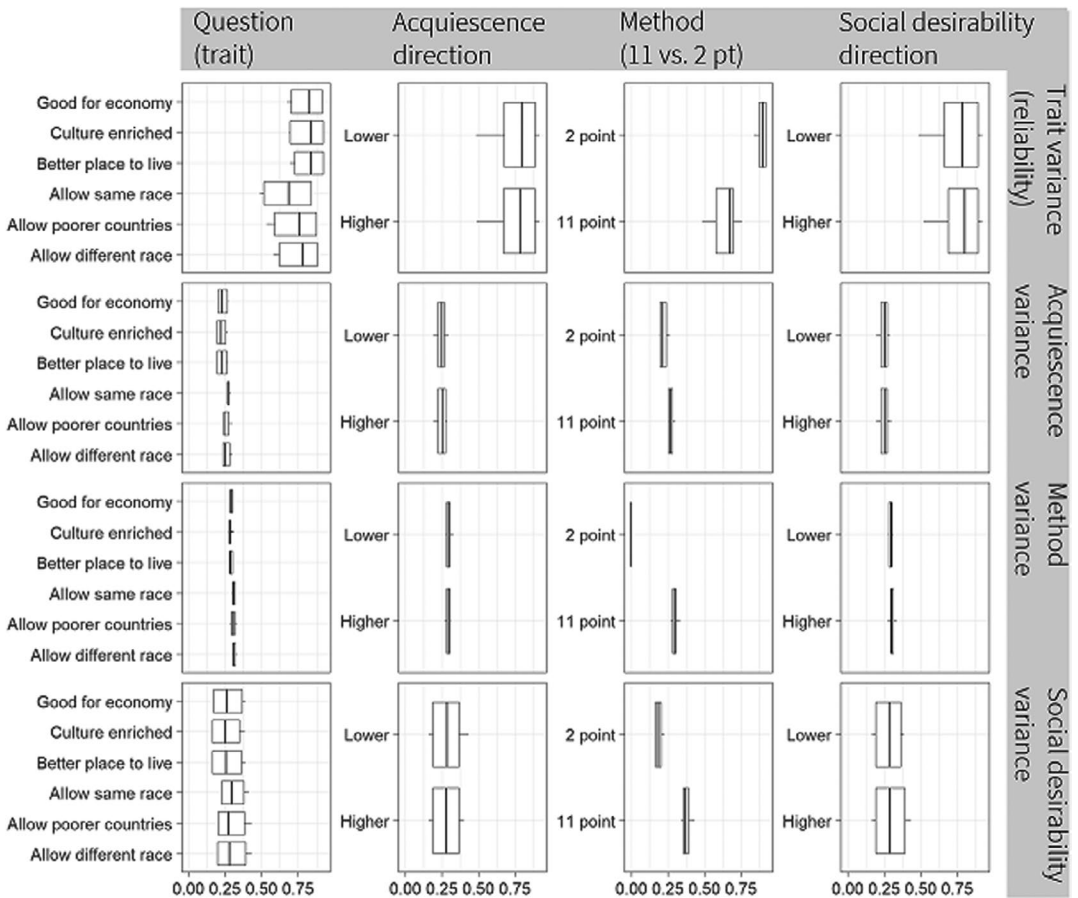 Question
(trait)
Acquiescence
direction
Method
(11 vs. 2 pt)
Social desirability
direction
Good for economy
Culture enriched
Better place to live
Allow same race
Allow poorer countries
Allow different race
Lower
Higher
2 point
11 point
Lower
Higher
Trait variance
(reliability)
Good for economy
Culture enriched
Better place to live
Allow same race
Allow poorer countries
Allow different race
Lower
Higher
2 point
11 point
Lower
Higher
Acquiescence
variance
Good for economy
Culture enriched
Better place to live
Allow same race
Allow poorer countries
Allow different race
Lower
Higher
2 point
11 point
Lower
Higher
Method
variance
Good for economy
Culture enriched
Better place to live
Allow same race
Allow poorer countries
Allow different race
Lower
Higher
2 point
11 point
Lower
Higher
Social desirability
variance
0.00 0.25 0.50 0.75
0.00 0.25 0.50 0.75
0.00 0.25 0.50 0.75
0.00 0.25 0.50 0.75